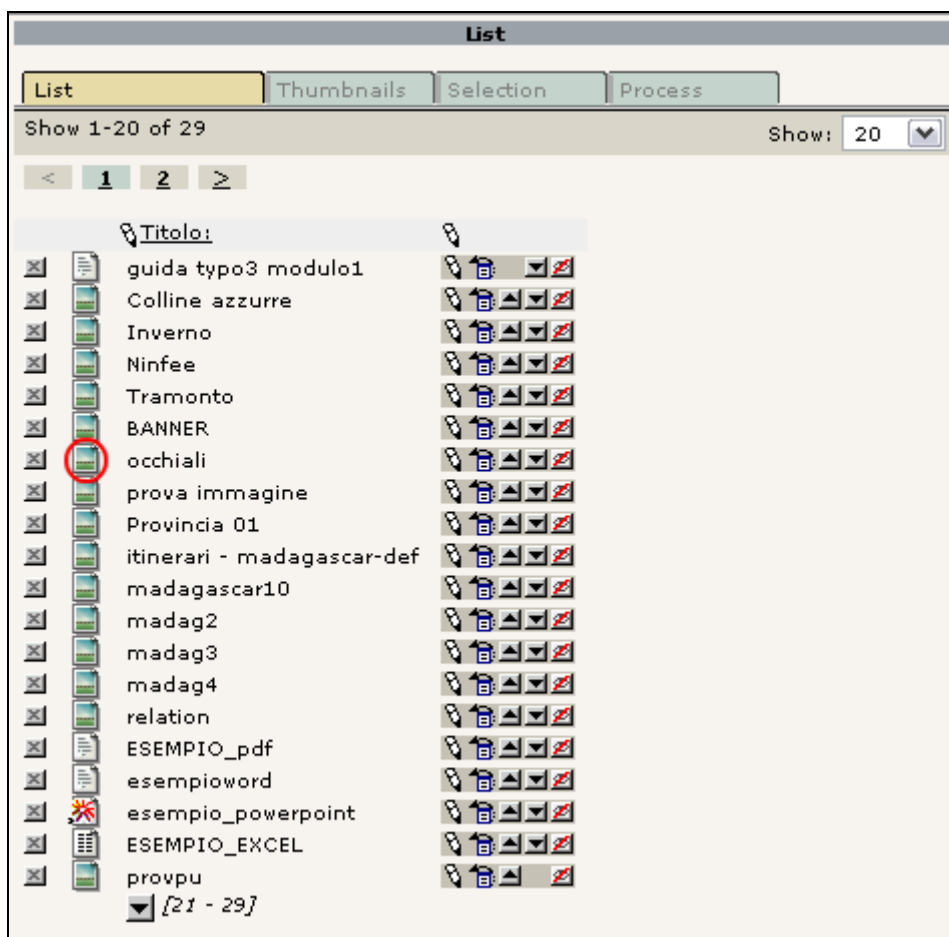 List
List Thumbnails Selection Process
Show 1-20 of 29 Show: 20
< 1 2 >
Titolo:
guida typo3 modulo1
Colline azzurre
Inverno
Ninfee
Tramonto
BANNER
occhiali
prova immagine
Provincia 01
itinerari - madagascar-def
madagascar10
madag2
madag3
madag4
relation
ESEMPIO_pdf
esempioword
esempio_powerpoint
ESEMPIO_EXCEL
provpu
[21 - 29]